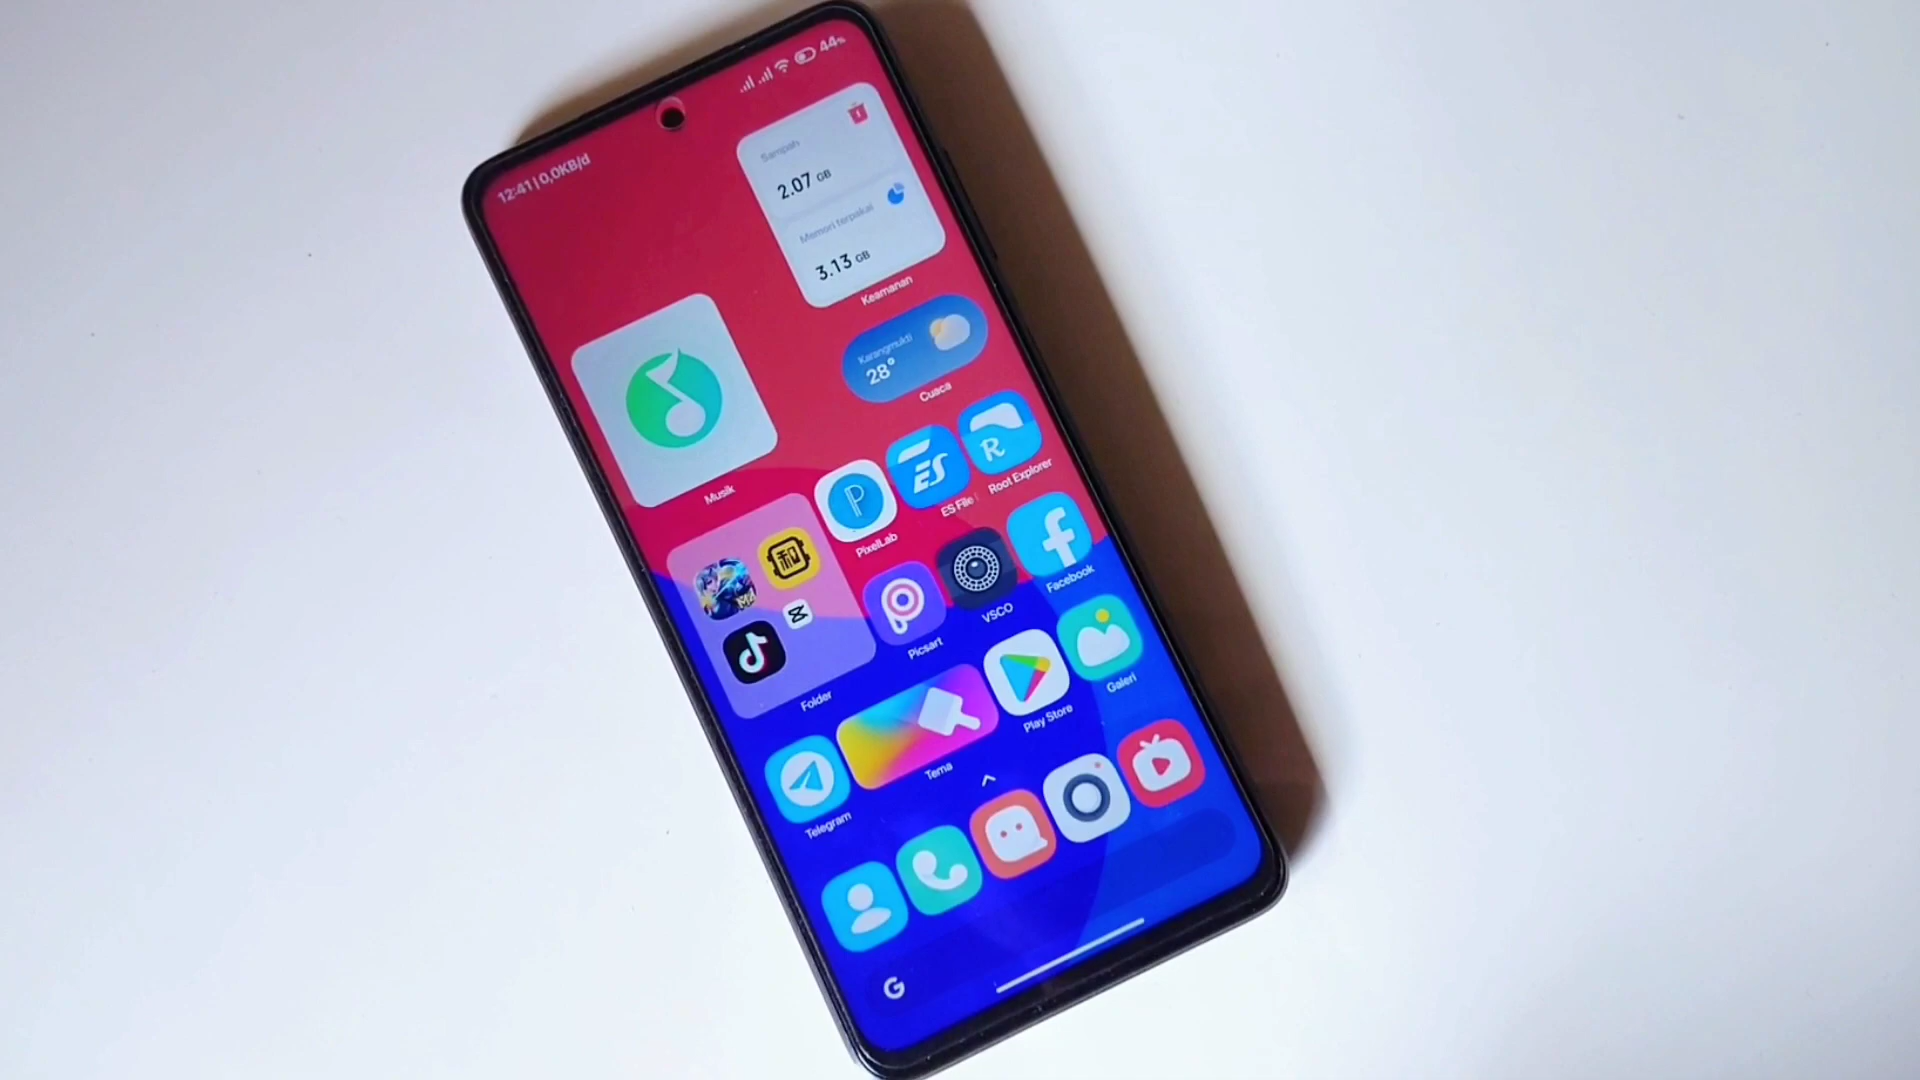 12:41 | 0,0KB/d
44%
Sampah
2.07 GB
Memori terpakai
3.13 GB
Keamanan
Karangmukti
28°
Cuaca
Musik
P
PixelLab
ES
ES File
R
Root Explorer
Folder
Picsart
VSCO
Facebook
Telegram
Tema
Play Store
Galeri
G